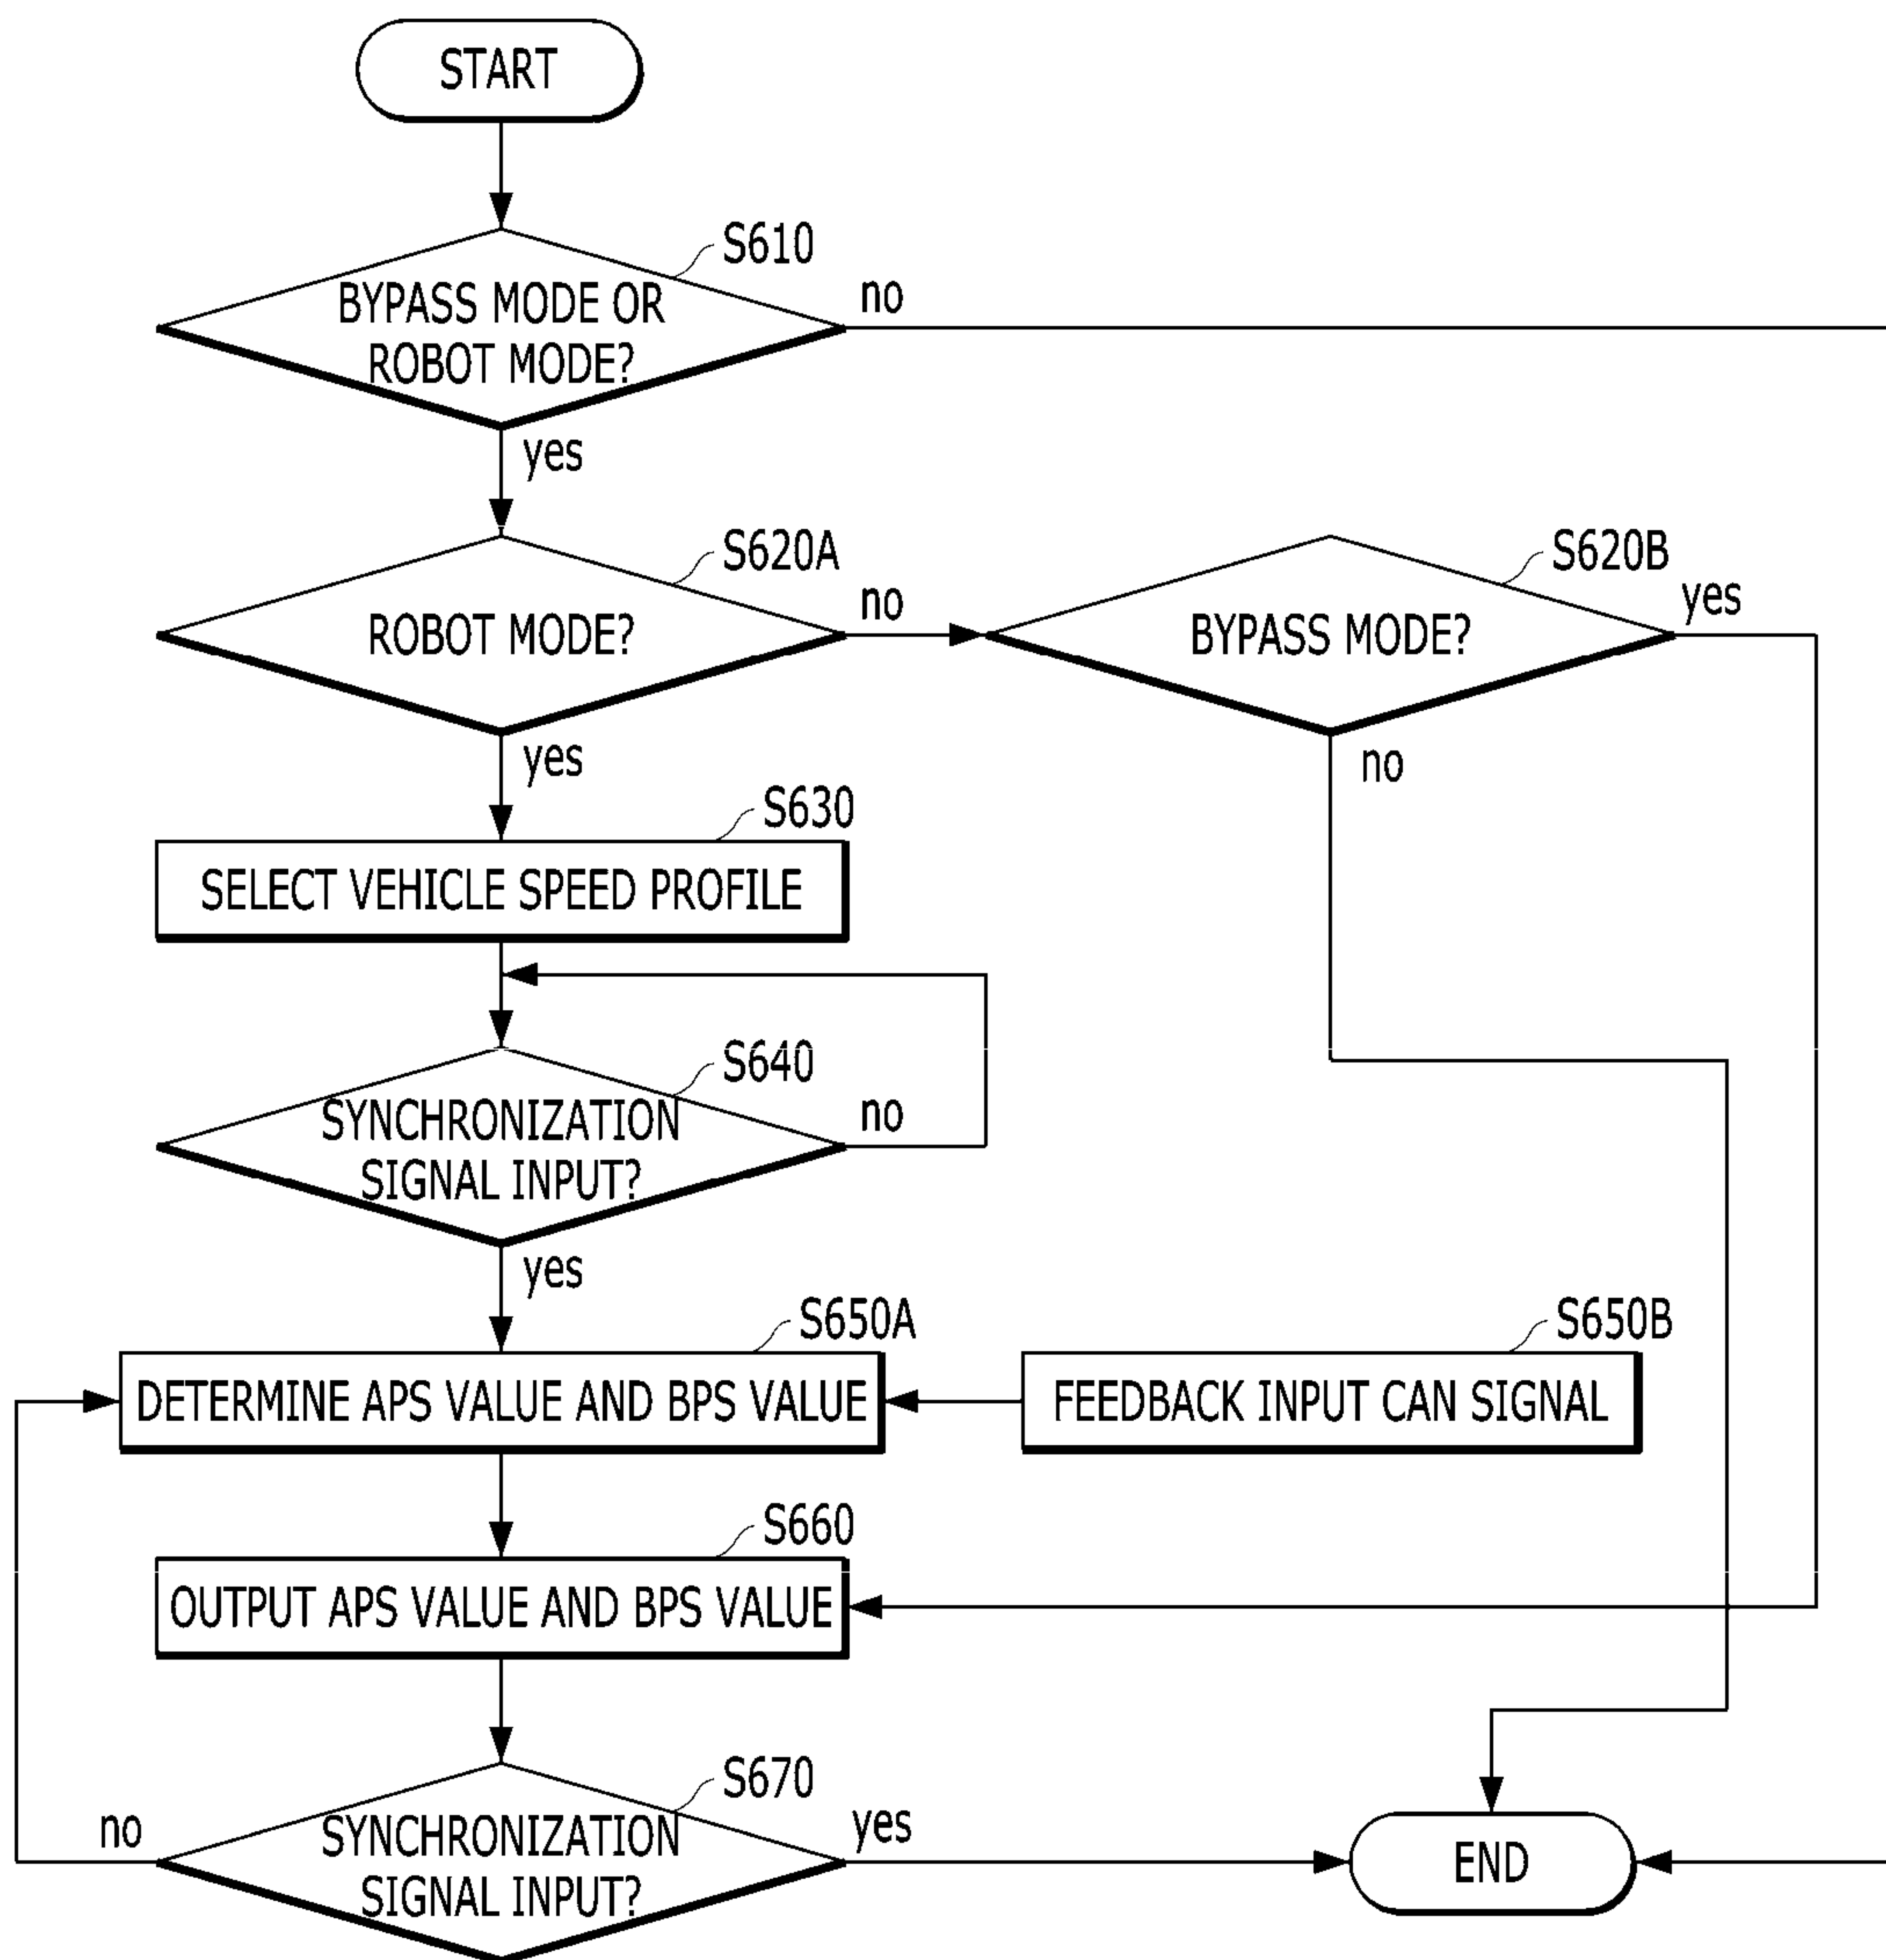 START
S610
BYPASS MODE OR
ROBOT MODE?
no
yes
S620A
ROBOT MODE?
no
S620B
BYPASS MODE?
yes
yes
no
S630
SELECT VEHICLE SPEED PROFILE
S640
SYNCHRONIZATION
SIGNAL INPUT?
no
yes
S650A
DETERMINE APS VALUE AND BPS VALUE
S650B
FEEDBACK INPUT CAN SIGNAL
S660
OUTPUT APS VALUE AND BPS VALUE
S670
SYNCHRONIZATION
SIGNAL INPUT?
no
yes
END